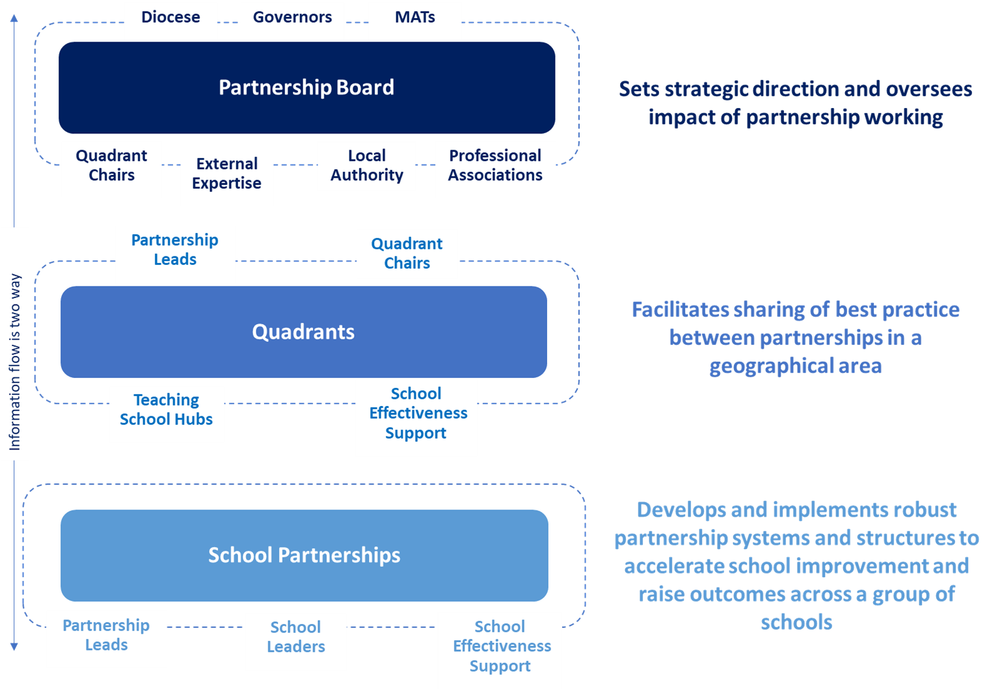 Diocese
Governors
MATs
Partnership Board
Quadrant
Chairs
External
Expertise
Local
Authority
Professional
Associations
Sets strategic direction and oversees
impact of partnership working
Information flow is two way
Partnership
Leads
Quadrant
Chairs
Quadrants
Teaching
School Hubs
School
Effectiveness
Support
Facilitates sharing of best practice
between partnerships in a
geographical area
School Partnerships
Partnership
Leads
School
Leaders
School
Effectiveness
Support
Develops and implements robust
partnership systems and structures to
accelerate school improvement and
raise outcomes across a group of
schools